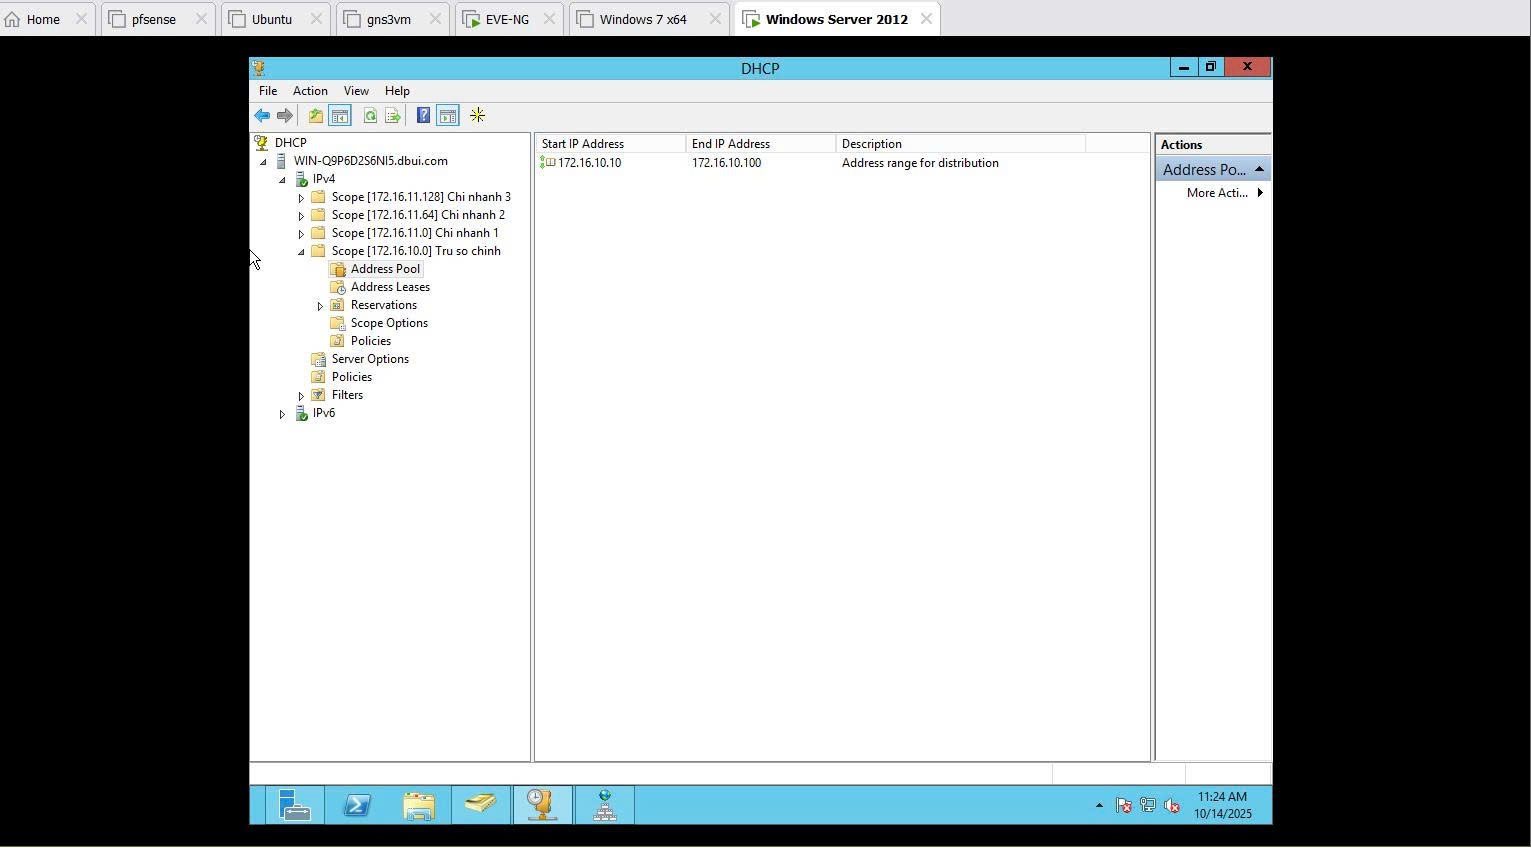 Home pfsense Ubuntu gns3vm EVE-NG Windows 7 x64 Windows Server 2012
DHCP
File Action View Help
DHCP
WIN-Q9P6D2S6NI5.dbui.com
IPv4
Scope [172.16.11.128] Chi nhanh 3
Scope [172.16.11.64] Chi nhanh 2
Scope [172.16.11.0] Chi nhanh 1
Scope [172.16.10.0] Tru so chinh
Address Pool
Address Leases
Reservations
Scope Options
Policies
Server Options
Policies
Filters
IPv6
Start IP Address End IP Address Description
172.16.10.10 172.16.10.100 Address range for distribution
Actions
Address Po...
More Acti...
11:24 AM
10/14/2025